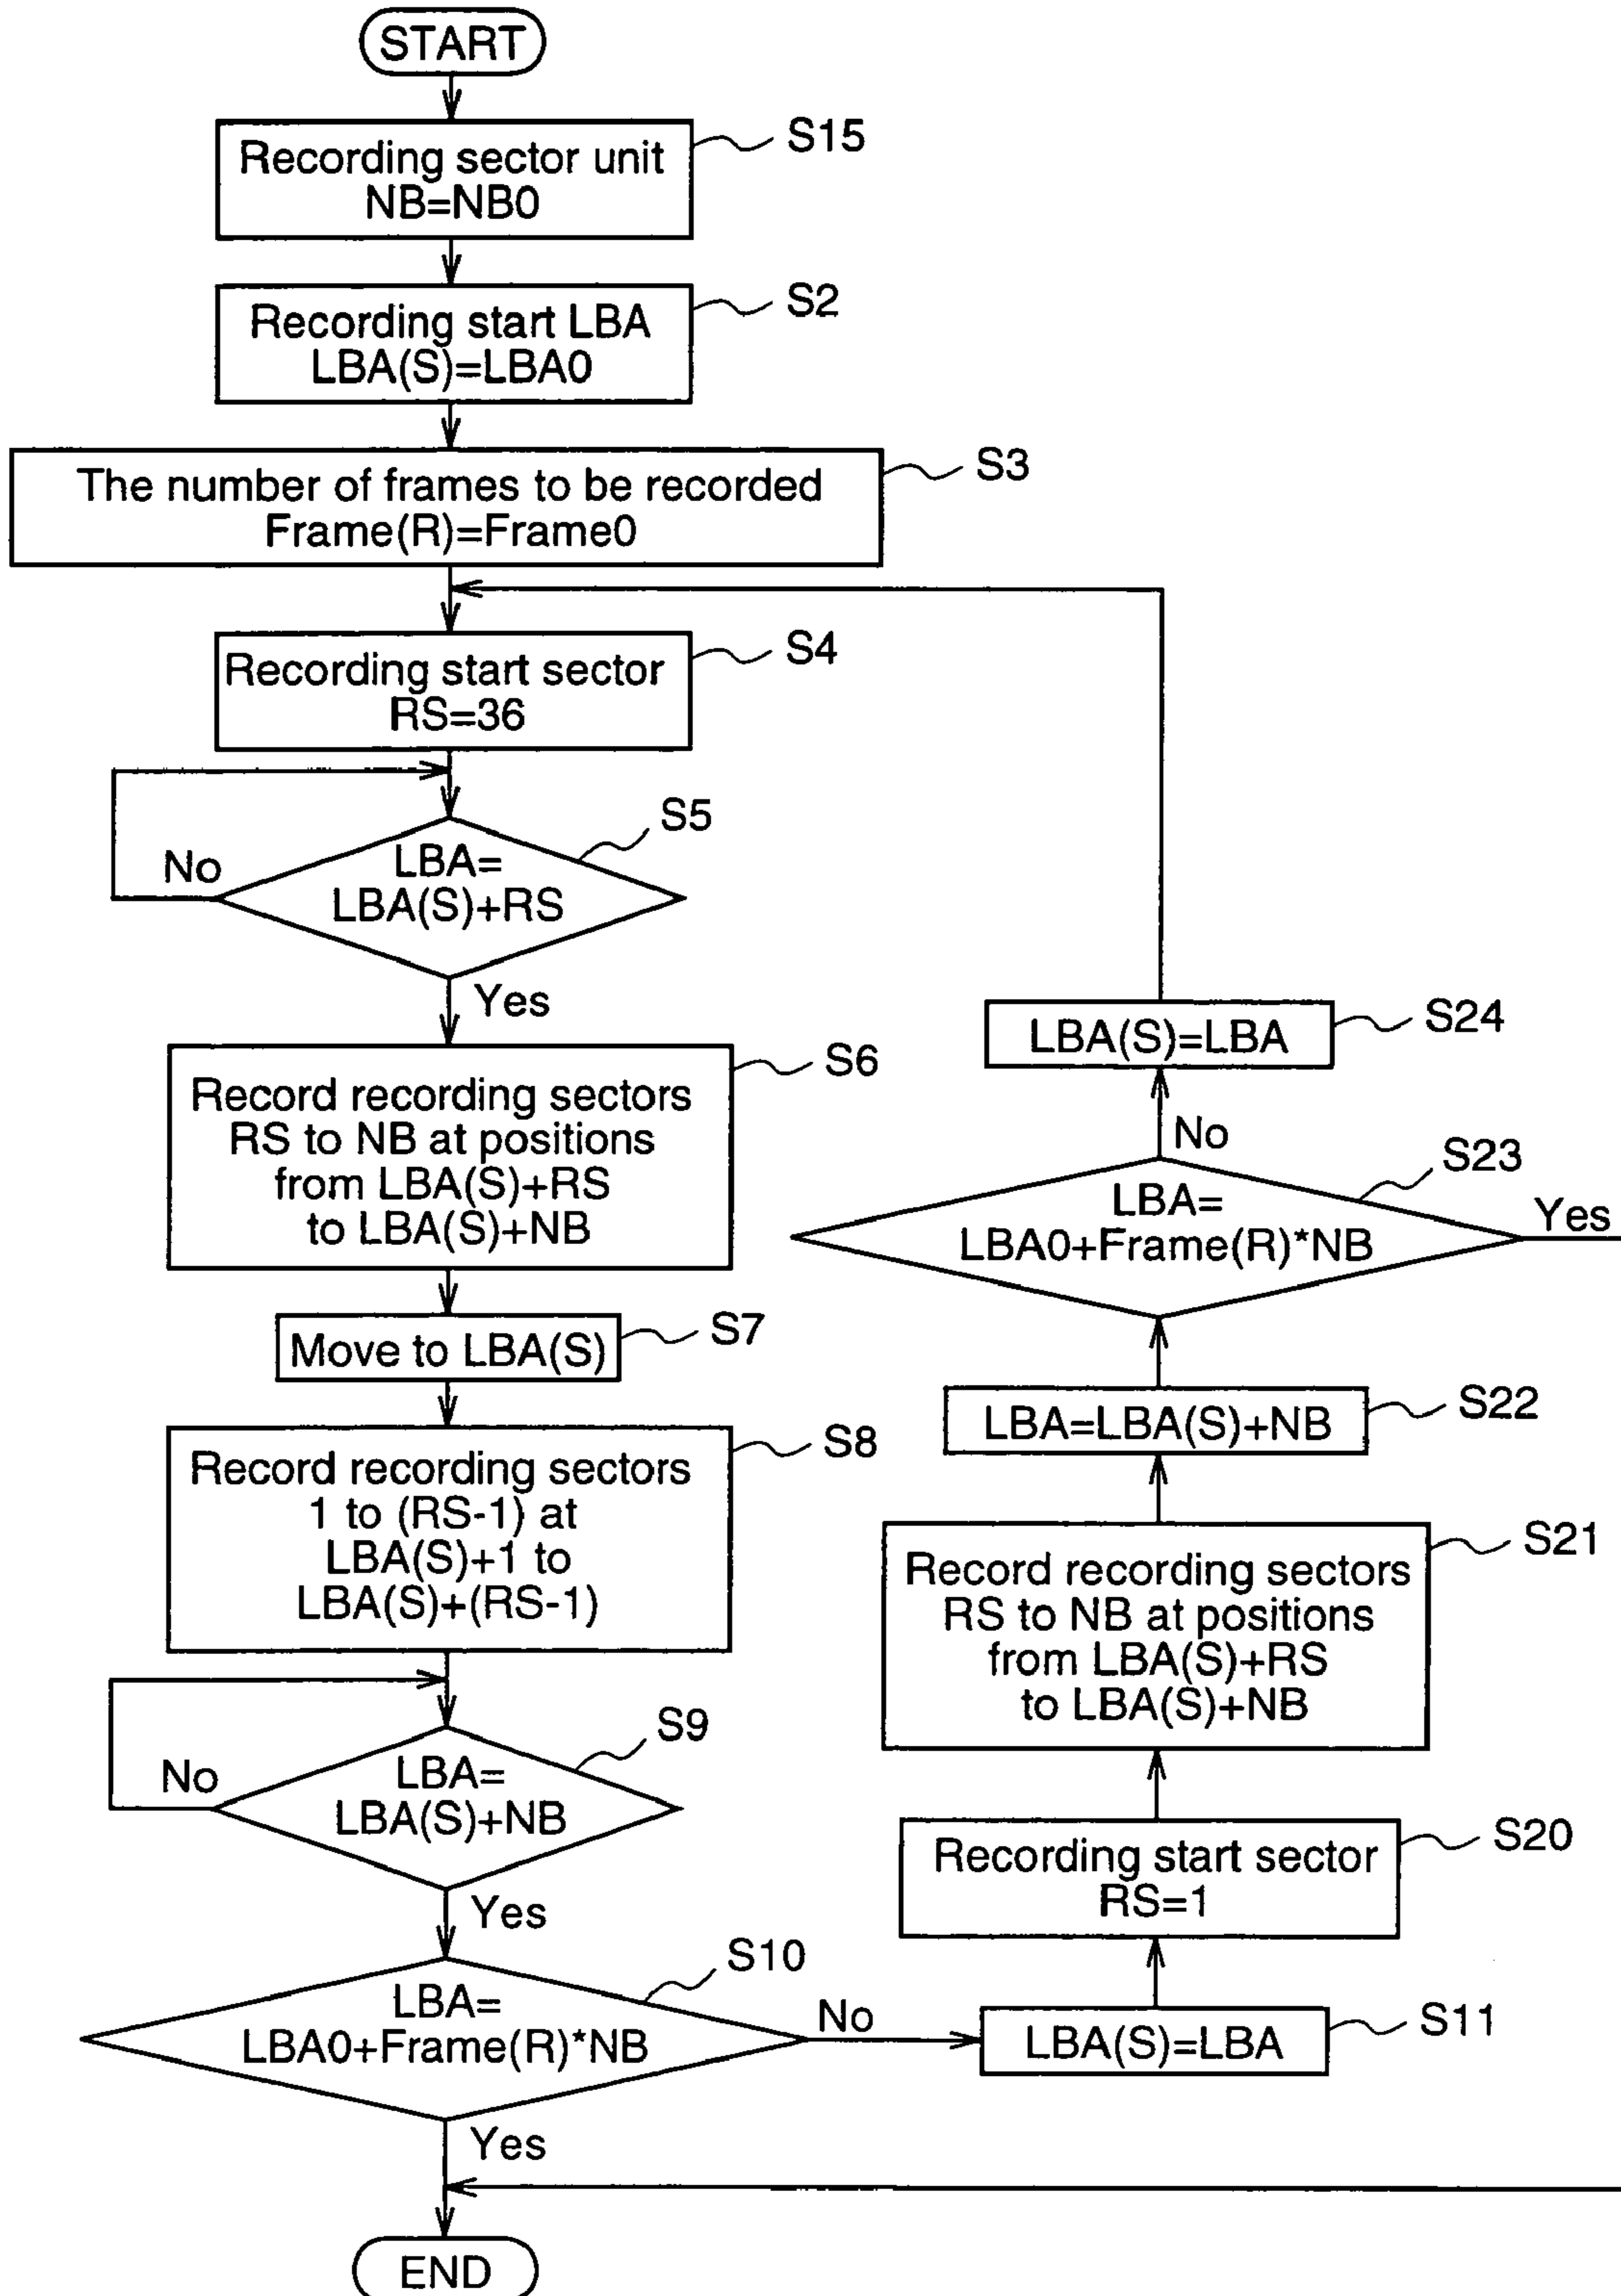 START
Recording sector unit
NB=NB0
S15
Recording start LBA
LBA(S)=LBA0
S2
The number of frames to be recorded
Frame(R)=Frame0
S3
Recording start sector
RS=36
S4
LBA=
LBA(S)+RS
S5
No
Yes
Record recording sectors
RS to NB at positions
from LBA(S)+RS
to LBA(S)+NB
S6
Move to LBA(S)
S7
Record recording sectors
1 to (RS-1) at
LBA(S)+1 to
LBA(S)+(RS-1)
S8
LBA=
LBA(S)+NB
S9
No
Yes
LBA=
LBA0+Frame(R)*NB
S10
No
Yes
LBA(S)=LBA
S11
Recording start sector
RS=1
S20
Record recording sectors
RS to NB at positions
from LBA(S)+RS
to LBA(S)+NB
S21
LBA=LBA(S)+NB
S22
LBA=
LBA0+Frame(R)*NB
S23
Yes
No
LBA(S)=LBA
S24
END